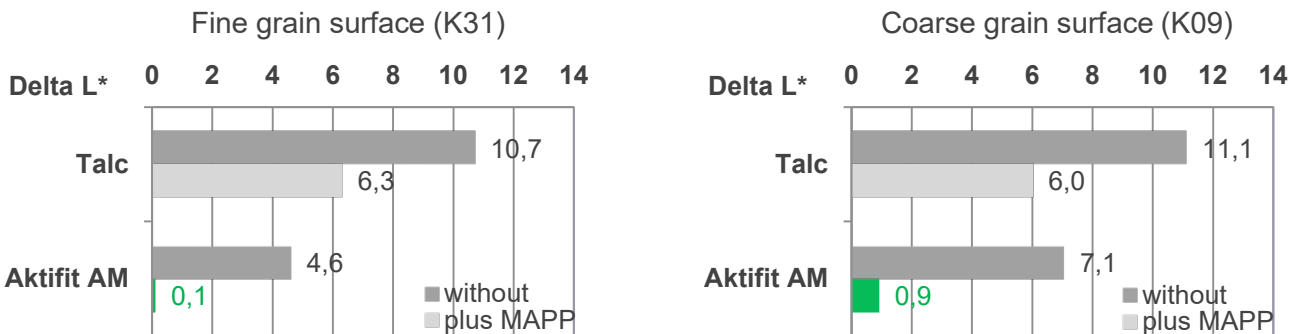 Fine grain surface (K31)
Delta L* 0 2 4 6 8 10 12 14
Talc 10,7
6,3
Aktifit AM 4,6
0,1
without
plus MAPP
Coarse grain surface (K09)
Delta L* 0 2 4 6 8 10 12 14
Talc 11,1
6,0
Aktifit AM 7,1
0,9
without
plus MAPP